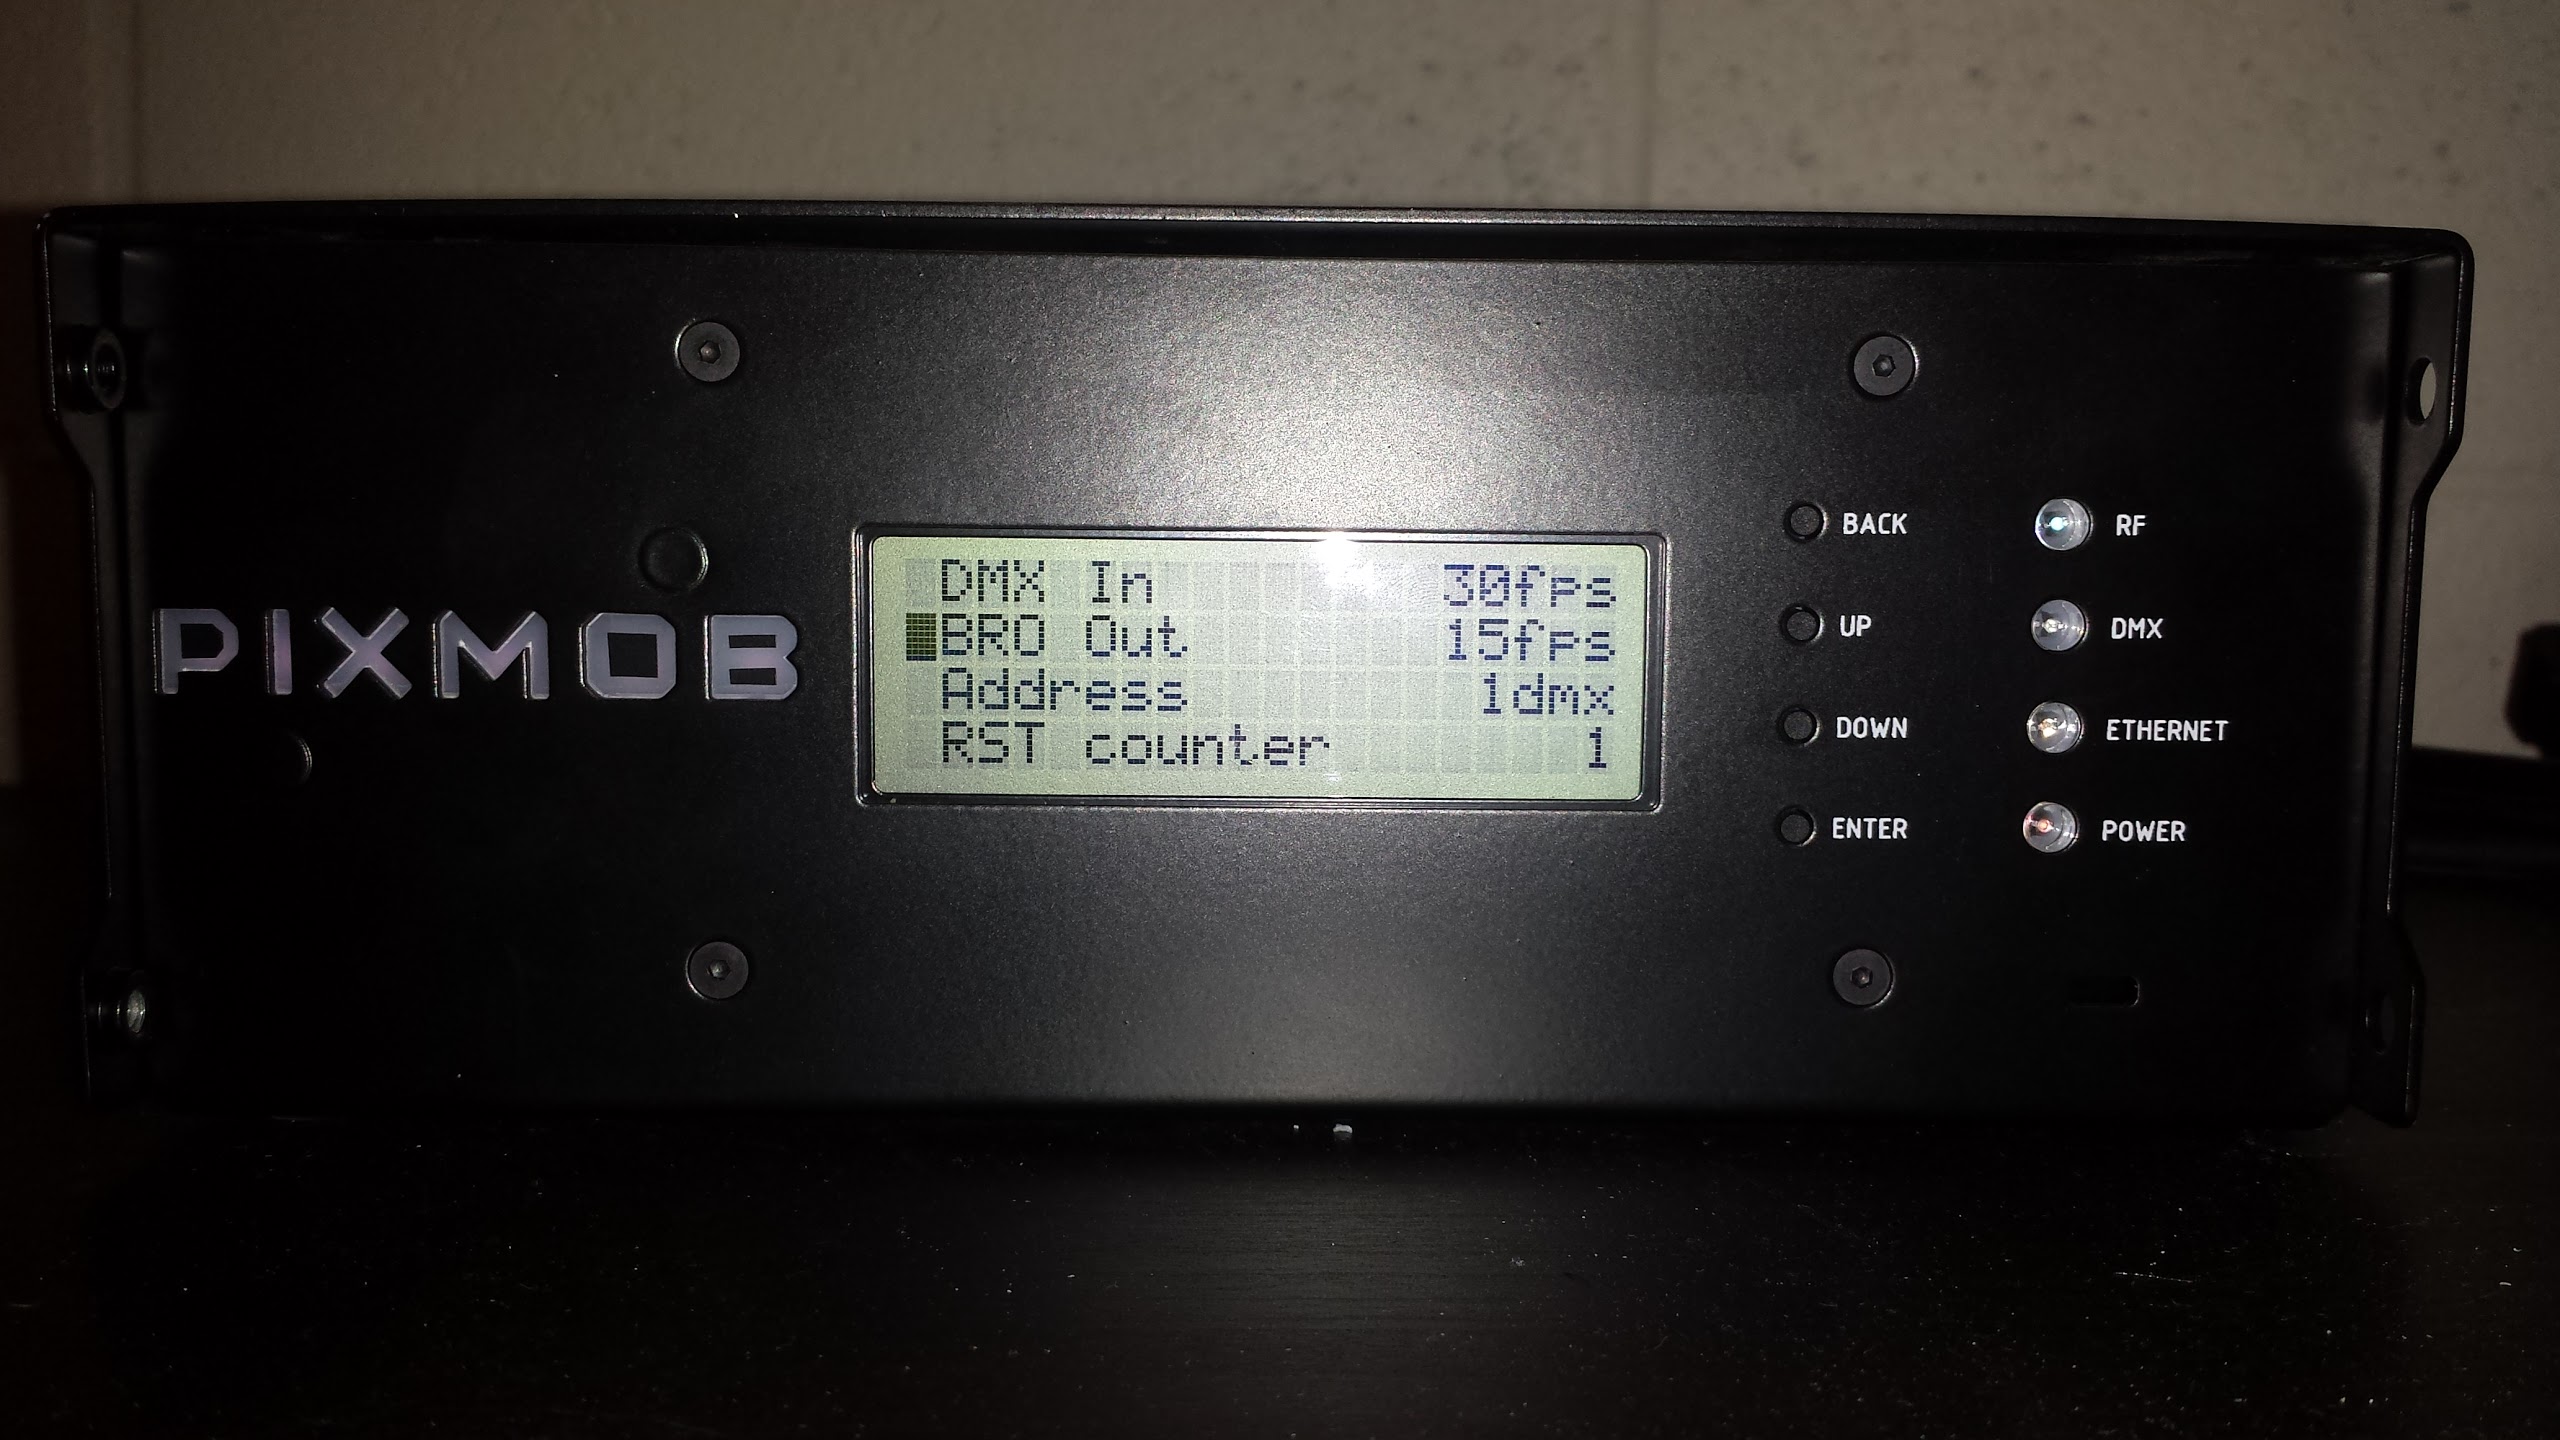 PIXMOB
DMX In 30fps
BRO Out 15fps
Address 1dmx
RST counter 1
BACK
UP
DOWN
ENTER
RF
DMX
ETHERNET
POWER